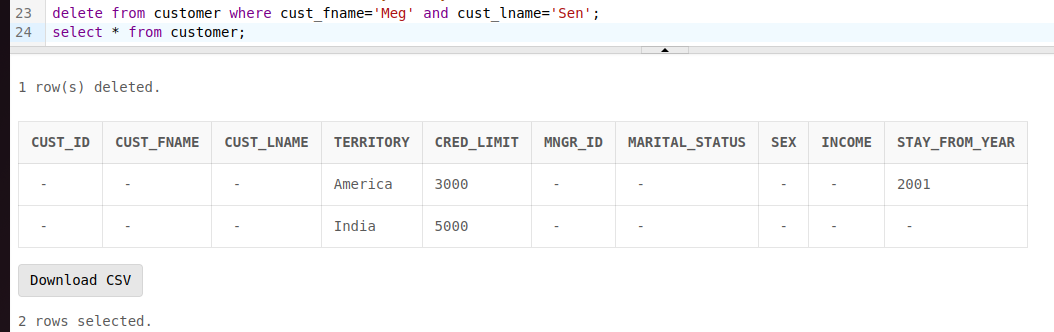 23 delete from customer where cust_fname='Meg' and cust_lname='Sen';
24 select * from customer;
1 row(s) deleted.
CUST_ID CUST_FNAME CUST_LNAME TERRITORY CRED_LIMIT MNGR_ID MARITAL_STATUS SEX INCOME STAY_FROM_YEAR
- - - America 3000 - - - - 2001
- - - India 5000 - - - - -
Download CSV
2 rows selected.